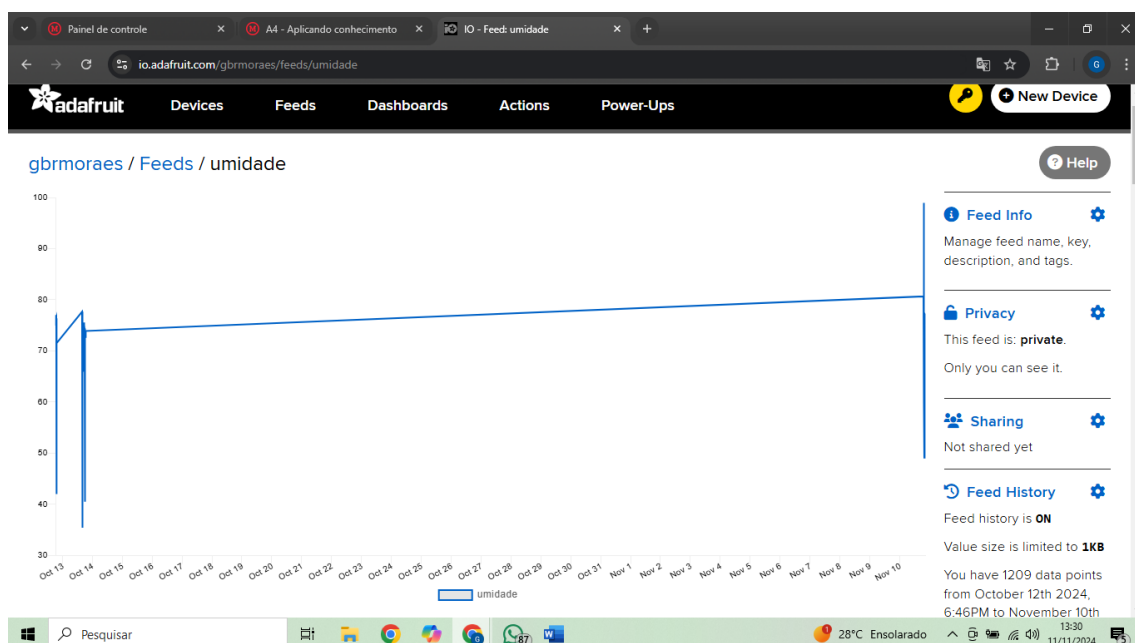 Painel de controle
A4 - Aplicando conhecimento
IO - Feed: umidade
io.adafruit.com/gbrmoraes/feeds/umidade
G
adafruit
Devices
Feeds
Dashboards
Actions
Power-Ups
New Device
gbrmoraes / Feeds / umidade
Help
100
90
80
70
60
50
40
30
Oct 13
Oct 14
Oct 15
Oct 16
Oct 17
Oct 18
Oct 19
Oct 20
Oct 21
Oct 22
Oct 23
Oct 24
Oct 25
Oct 26
Oct 27
Oct 28
Oct 29
Oct 30
Oct 31
Nov 1
Nov 2
Nov 3
Nov 4
Nov 5
Nov 6
Nov 7
Nov 8
Nov 9
Nov 10
umidade
Feed Info
Manage feed name, key,
description, and tags.
Privacy
This feed is: private.
Only you can see it.
Sharing
Not shared yet
Feed History
Feed history is ON
Value size is limited to 1KB
You have 1209 data points
from October 12th 2024,
6:46PM to November 10th
Pesquisar
87
28°C Ensolarado
13:30
11/11/2024